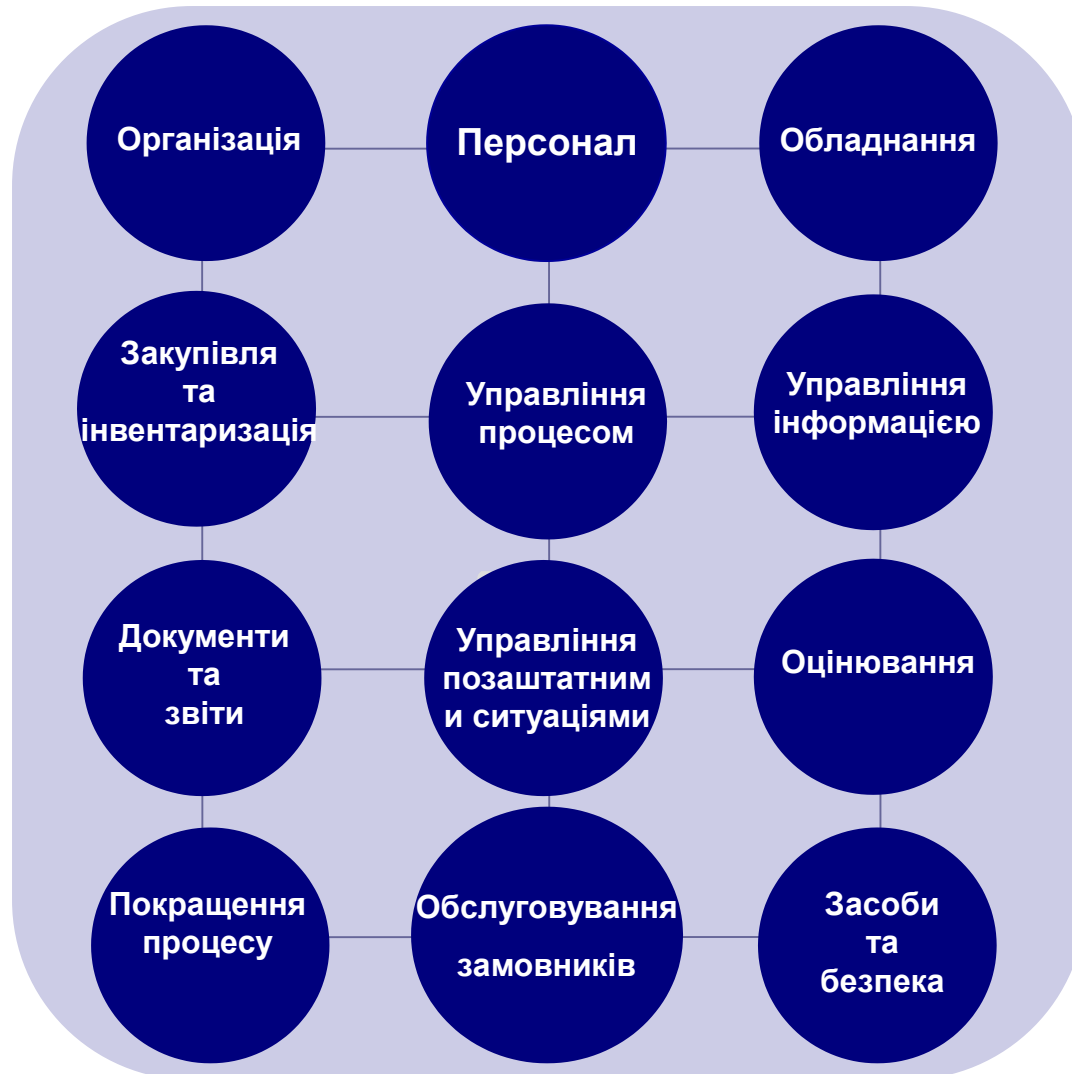 Організація
Персонал
Обладнання
Закупівля
та
інвентаризація
Управління
процесом
Управління
інформацією
Документи
та
звіти
Управління
позаштатним
и ситуаціями
Оцінювання
Покращення
процесу
Обслуговування
замовників
Засоби
та
безпека